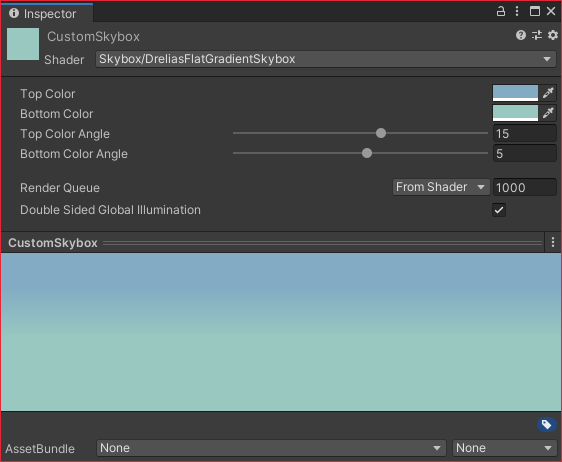 Inspector
CustomSkybox
Shader Skybox/DreliasFlatGradientSkybox
Top Color
Bottom Color
Top Color Angle 15
Bottom Color Angle 5
Render Queue From Shader 1000
Double Sided Global Illumination
CustomSkybox
AssetBundle None None